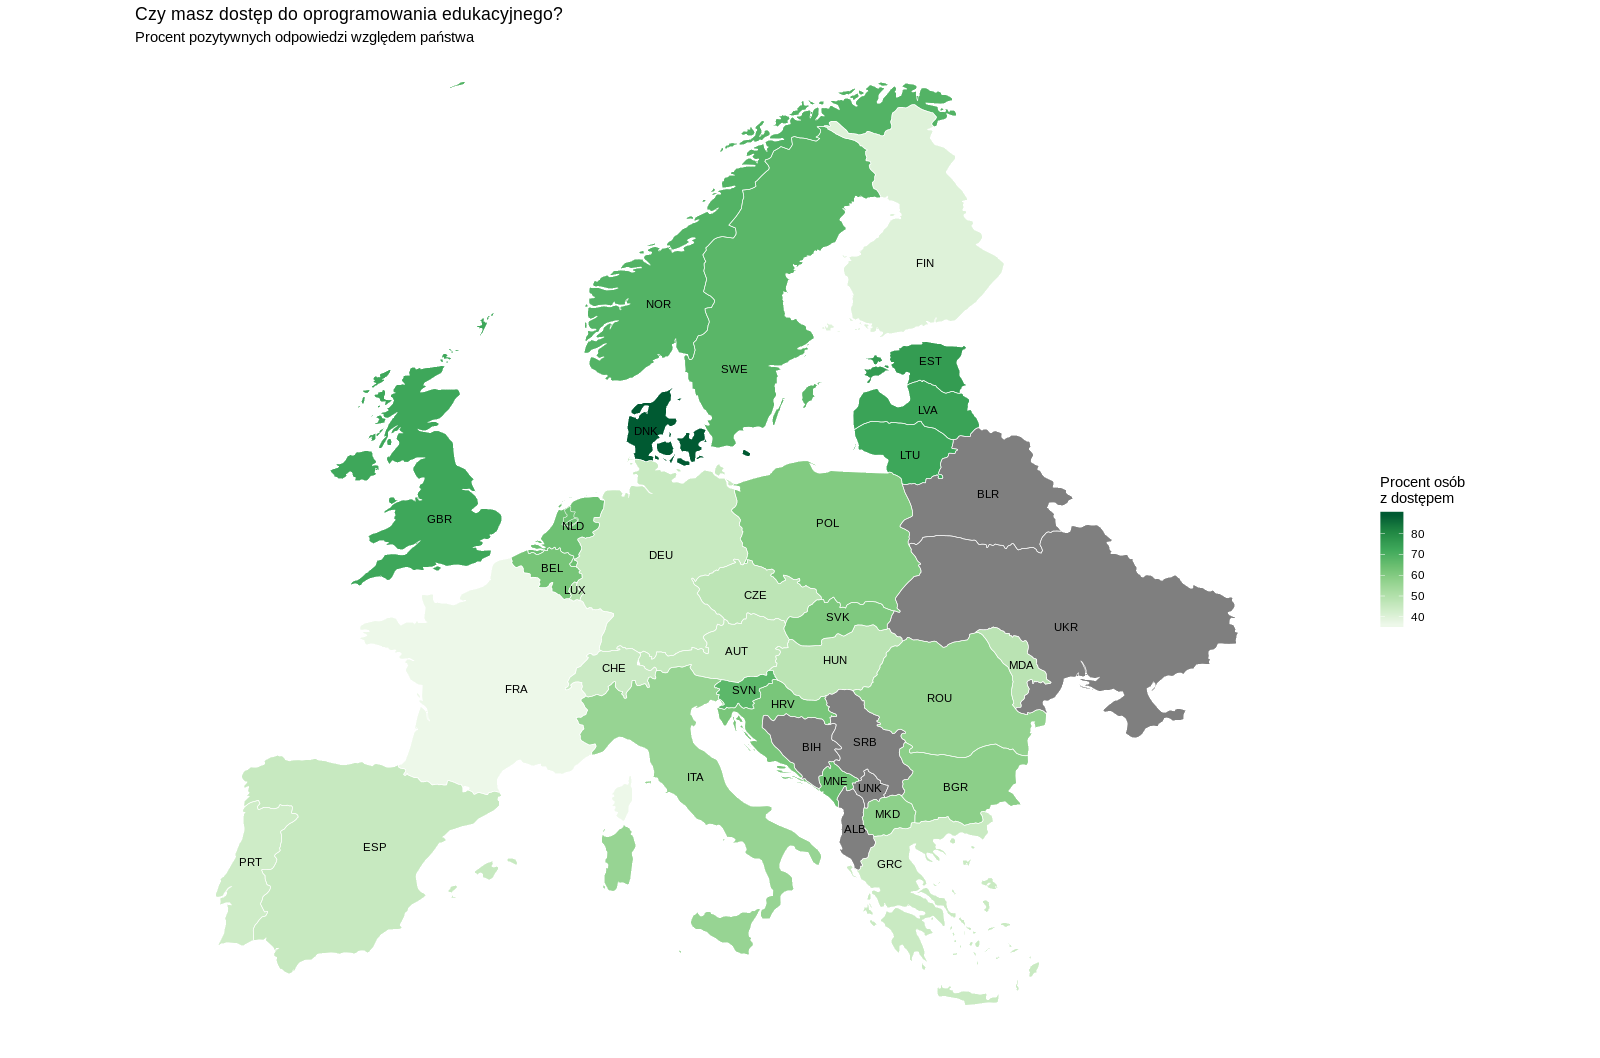 Czy masz dostęp do oprogramowania edukacyjnego?
Procent pozytywnych odpowiedzi względem państwa
FIN
NOR
EST
SWE
LVA
DNK
LTU
BLR
GBR
POL
NLD
DEU
BEL
LUX
CZE
SVK
UKR
AUT
HUN
CHE
MDA
FRA
SVN
ROU
HRV
SRB
BIH
ITA
MNE
UNK
BGR
MKD
ALB
ESP
PRT
GRC
Procent osób
z dostępem
80
70
60
50
40